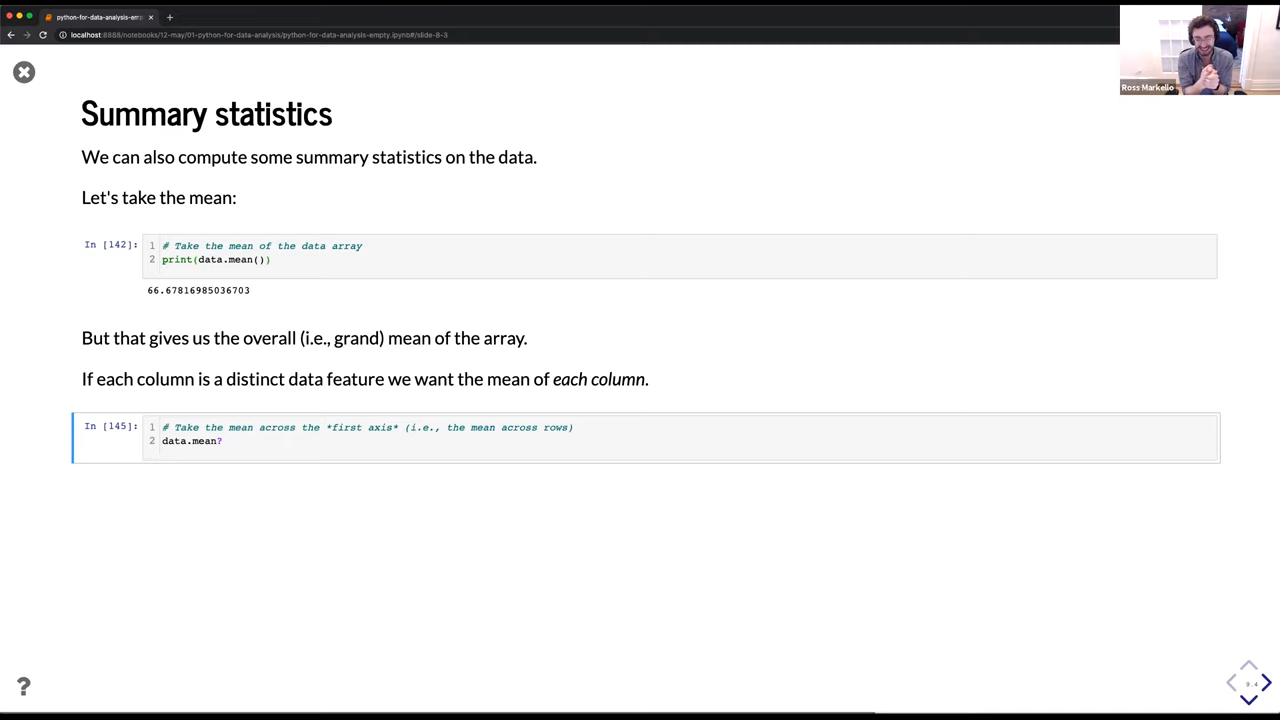 python-for-data-analysis-em
localhost:8888/notebooks/12-may/01-python-for-data-analysis/python-for-data-analysis-empty.ipynb#/slide-8-3
Ross Markello
Summary statistics
We can also compute some summary statistics on the data.
Let's take the mean:
In [142]:
1 # Take the mean of the data array
2 print(data.mean())
66.67816985036703
But that gives us the overall (i.e., grand) mean of the array.
If each column is a distinct data feature we want the mean of each column.
In [145]:
1 # Take the mean across the *first axis* (i.e., the mean across rows)
2 data.mean?
?
9.4